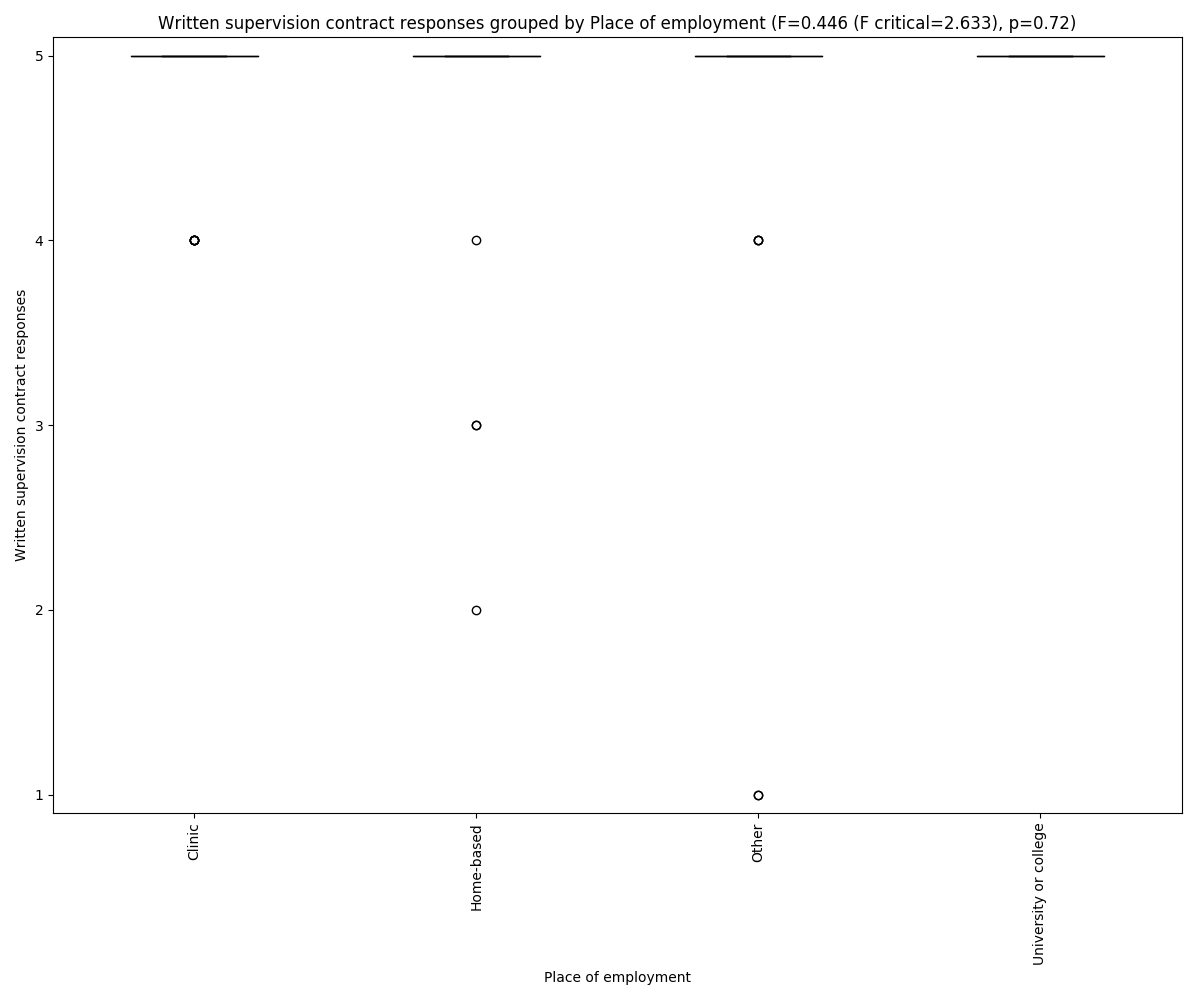 Written supervision contract responses grouped by Place of employment (F=0.446 (F critical=2.633), p=0.72)
Written supervision contract responses
5
4
3
2
1
Clinic
Home-based
Other
University or college
Place of employment